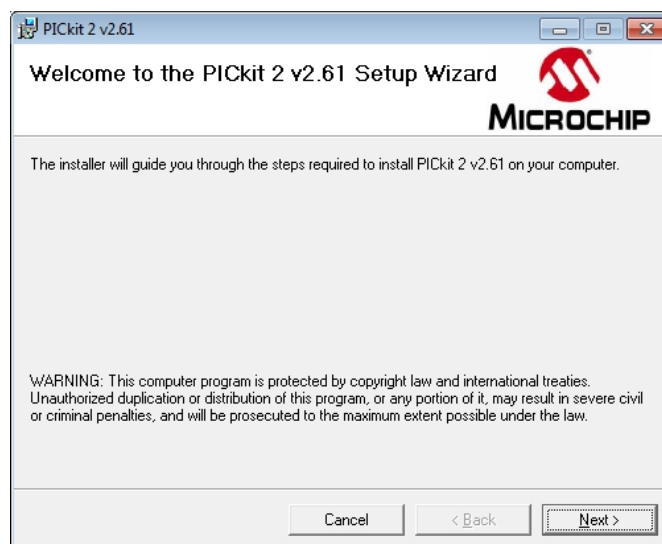 PICkit 2 v2.61
Welcome to the PICkit 2 v2.61 Setup Wizard
MICROCHIP
The installer will guide you through the steps required to install PICkit 2 v2.61 on your computer.
WARNING: This computer program is protected by copyright law and international treaties.
Unauthorized duplication or distribution of this program, or any portion of it, may result in severe civil
or criminal penalties, and will be prosecuted to the maximum extent possible under the law.
Cancel
< Back
Next >